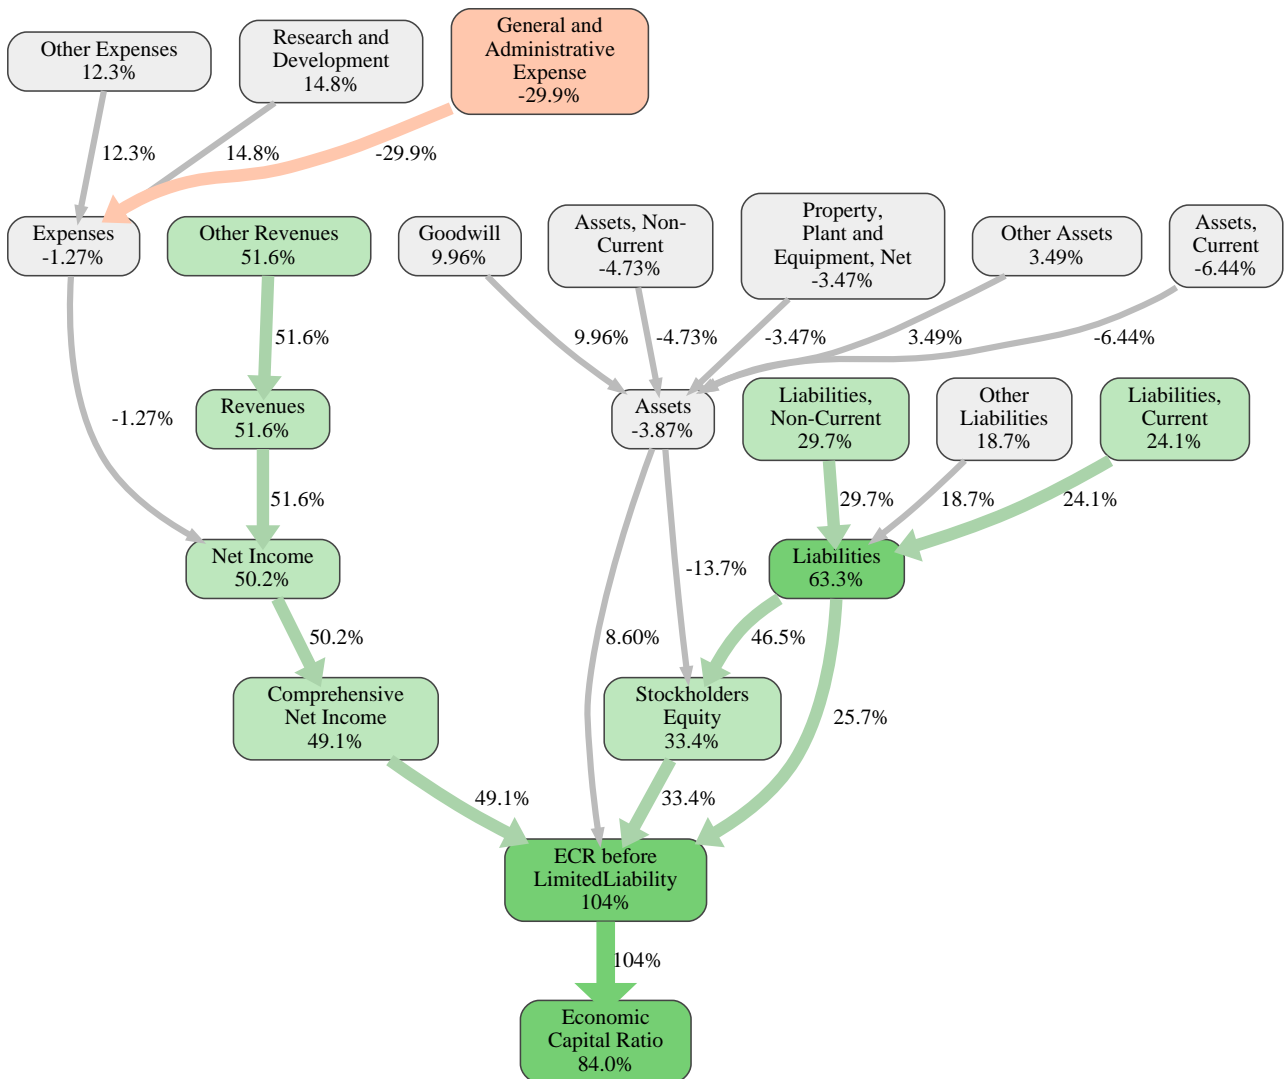 Other Expenses
12.3%
Research and
Development
14.8%
General and
Administrative
Expense
-29.9%
12.3%
14.8%
-29.9%
Expenses
-1.27%
Other Revenues
51.6%
Goodwill
9.96%
Assets, Non-
Current
-4.73%
Property,
Plant and
Equipment, Net
-3.47%
Other Assets
3.49%
Assets,
Current
-6.44%
51.6%
9.96%
-4.73%
-3.47%
3.49%
-6.44%
-1.27%
Revenues
51.6%
Assets
-3.87%
Liabilities,
Non-Current
29.7%
Other
Liabilities
18.7%
Liabilities,
Current
24.1%
51.6%
29.7%
18.7%
24.1%
Net Income
50.2%
-13.7%
Liabilities
63.3%
50.2%
8.60%
46.5%
25.7%
Comprehensive
Net Income
49.1%
Stockholders
Equity
33.4%
49.1%
33.4%
ECR before
LimitedLiability
104%
104%
Economic
Capital Ratio
84.0%